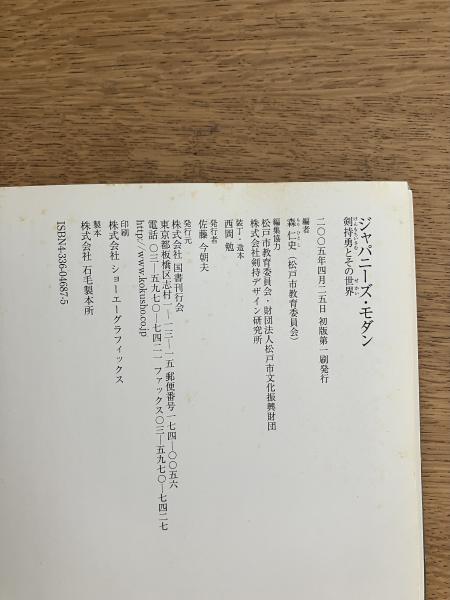 ジャパニーズ・モダン
剣持勇とその世界
二〇〇五年四月二五日 初版第一刷発行
編者
森 仁史（松戸市教育委員会）
編集協力
松戸市教育委員会・財団法人松戸市文化振興財団
株式会社剣持デザイン研究所
装丁・造本
西岡 勉
発行者
佐藤 今朝夫
発行元
株式会社 国書刊行会
東京都板橋区志村一―一三―一五 郵便番号一七四―〇〇五六
電話〇三―五九七〇―七四二一 ファックス〇三―五九七〇―七四二七
http://www.kokusho.co.jp
印刷
株式会社 ショーエーグラフィックス
製本
株式会社 石毛製本所
ISBN4-336-04687-5